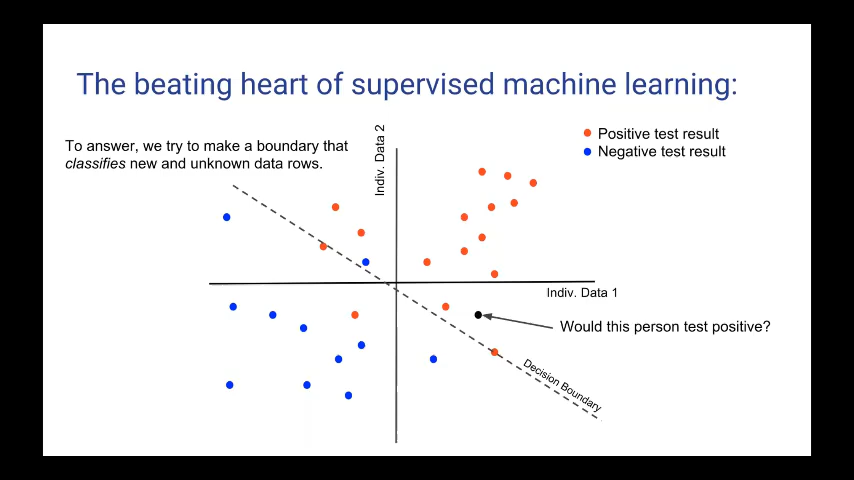 The beating heart of supervised machine learning:
To answer, we try to make a boundary that
classifies new and unknown data rows.
Indiv. Data 2
Positive test result
Negative test result
Indiv. Data 1
Would this person test positive?
Decision Boundary